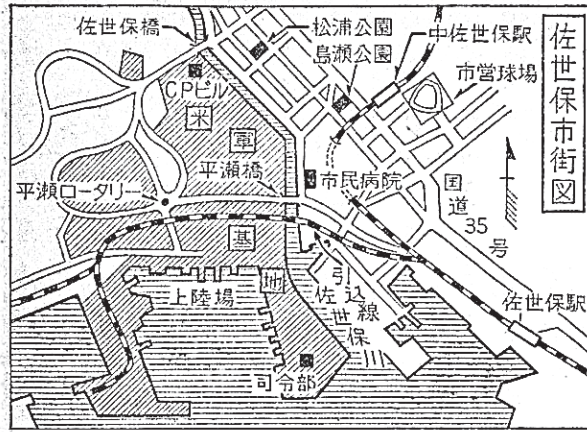 佐世保市街図
佐世保橋
松浦公園
島瀬公園
中佐世保駅
市営球場
CPビル
米軍基地
平瀬橋
平瀬ロータリー
市民病院
国道35号
引込線
佐世保川
上陸場
佐世保駅
司令部